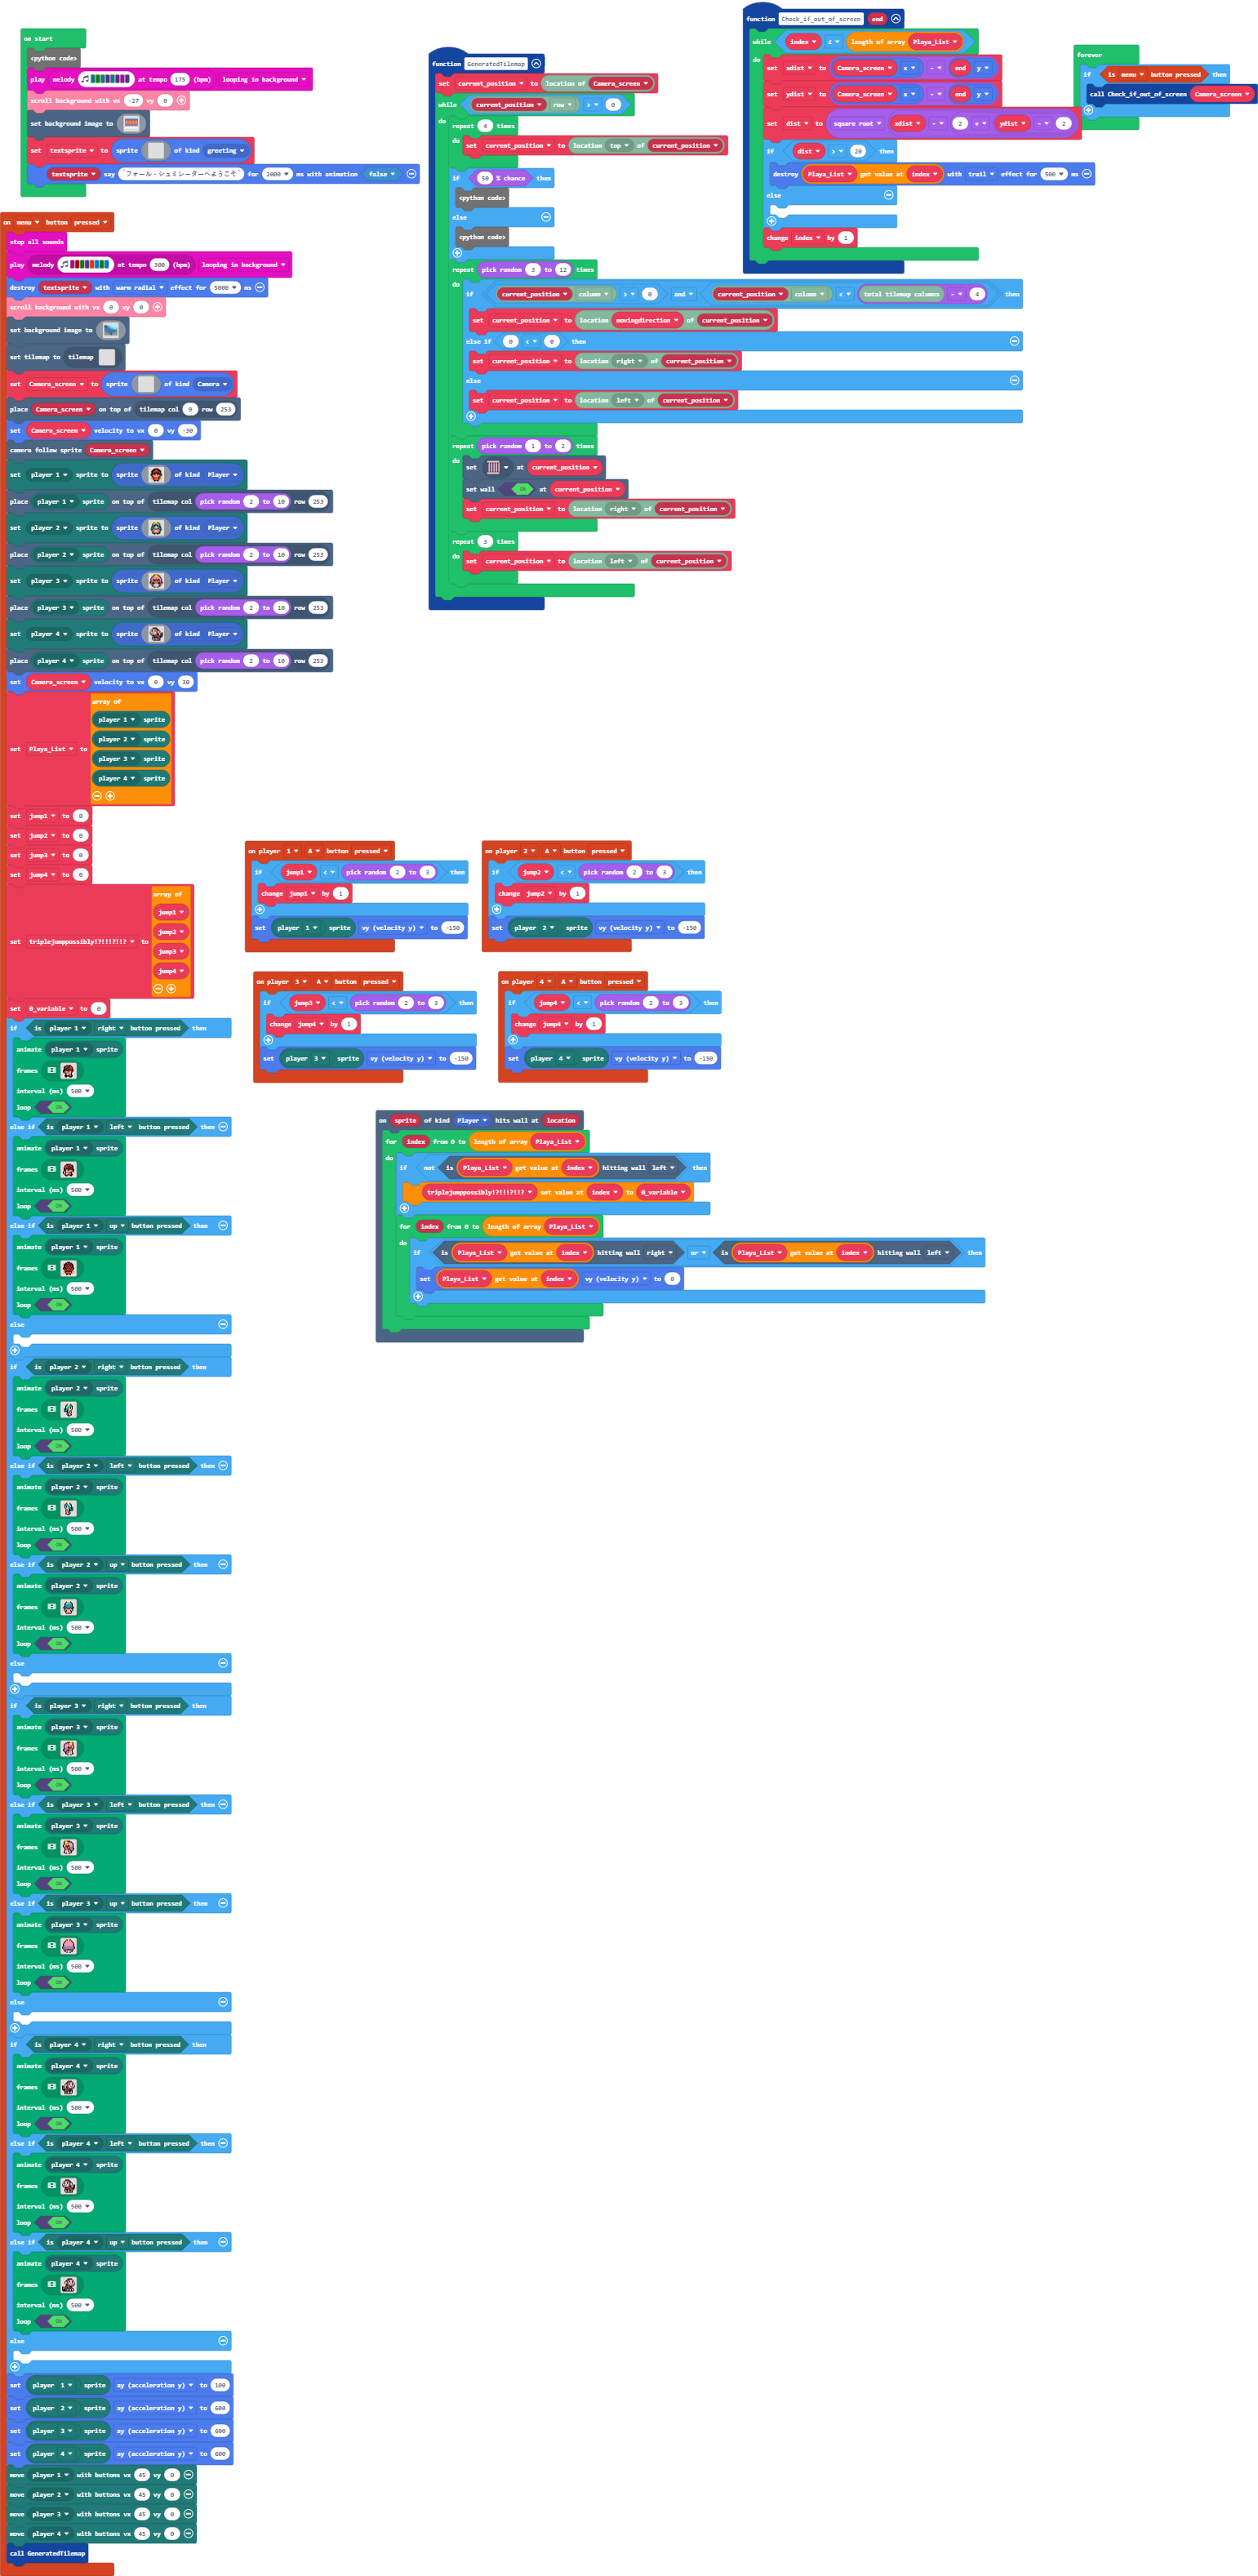 on start
<python code>
play melody at tempo 175 (bpm) looping in background
scroll background with vx -27 vy 0
set background image to
set textsprite to sprite of kind greeting
textsprite say "フォール・シュミレーターへようこそ" for 2000 ms with animation false
on menu button pressed
stop all sounds
play melody at tempo 300 (bpm) looping in background
destroy textsprite with warm radial effect for 5000 ms
scroll background with vx 0 vy 0
set background image to
set tilemap to tilemap
set Camera_screen to sprite of kind Camera
place Camera_screen on top of tilemap col 9 row 253
set Camera_screen velocity to vx 0 vy -30
camera follow sprite Camera_screen
set player 1 sprite to sprite of kind Player
place player 1 sprite on top of tilemap col pick random 2 to 10 row 253
set player 2 sprite to sprite of kind Player
place player 2 sprite on top of tilemap col pick random 2 to 10 row 253
set player 3 sprite to sprite of kind Player
place player 3 sprite on top of tilemap col pick random 2 to 10 row 253
set player 4 sprite to sprite of kind Player
place player 4 sprite on top of tilemap col pick random 2 to 10 row 253
set Camera_screen velocity to vx 0 vy 30
set Playa_List to array of
player 1 sprite
player 2 sprite
player 3 sprite
player 4 sprite
set jump1 to 0
set jump2 to 0
set jump3 to 0
set jump4 to 0
set triplejumppossibly!?!!!?!!? to array of
jump1
jump2
jump3
jump4
set 0_variable to 0
if is player 1 right button pressed then
animate player 1 sprite
frames
interval (ms) 500
loop ON
else if is player 1 left button pressed then
animate player 1 sprite
frames
interval (ms) 500
loop ON
else if is player 1 up button pressed then
animate player 1 sprite
frames
interval (ms) 500
loop ON
else
if is player 2 right button pressed then
animate player 2 sprite
frames
interval (ms) 500
loop ON
else if is player 2 left button pressed then
animate player 2 sprite
frames
interval (ms) 500
loop ON
else if is player 2 up button pressed then
animate player 2 sprite
frames
interval (ms) 500
loop ON
else
if is player 3 right button pressed then
animate player 3 sprite
frames
interval (ms) 500
loop ON
else if is player 3 left button pressed then
animate player 3 sprite
frames
interval (ms) 500
loop ON
else if is player 3 up button pressed then
animate player 3 sprite
frames
interval (ms) 500
loop ON
else
if is player 4 right button pressed then
animate player 4 sprite
frames
interval (ms) 500
loop ON
else if is player 4 left button pressed then
animate player 4 sprite
frames
interval (ms) 500
loop ON
else if is player 4 up button pressed then
animate player 4 sprite
frames
interval (ms) 500
loop ON
else
set player 1 sprite ay (acceleration y) to 100
set player 2 sprite ay (acceleration y) to 600
set player 3 sprite ay (acceleration y) to 600
set player 4 sprite ay (acceleration y) to 600
move player 1 with buttons vx 45 vy 0
move player 2 with buttons vx 45 vy 0
move player 3 with buttons vx 45 vy 0
move player 4 with buttons vx 45 vy 0
call GeneratedTilemap
function GeneratedTilemap
set current_position to location of Camera_screen
while current_position row > 0
do
repeat 4 times
do set current_position to location top of current_position
if 50 % chance then
<python code>
else
<python code>
repeat pick random 3 to 12 times
do
if current_position column > 0 and current_position column < total tilemap columns - 4 then
set current_position to location movingdirection of current_position
else if 0 < 0 then
set current_position to location right of current_position
else
set current_position to location left of current_position
repeat pick random 1 to 2 times
do set at current_position
set wall ON at current_position
set current_position to location right of current_position
repeat 3 times
do set current_position to location left of current_position
function Check_if_out_of_screen end
while index ≤ length of array Playa_List
do set xdist to Camera_screen x - end y
set ydist to Camera_screen x - end y
set dist to square root xdist - 2 + ydist - 2
if dist > 20 then
destroy Playa_List get value at index with trail effect for 500 ms
else
change index by 1
forever
if is menu button pressed then
call Check_if_out_of_screen Camera_screen
on player 1 A button pressed
if jump1 < pick random 2 to 3 then
change jump1 by 1
set player 1 sprite vy (velocity y) to -150
on player 2 A button pressed
if jump2 < pick random 2 to 3 then
change jump2 by 1
set player 2 sprite vy (velocity y) to -150
on player 3 A button pressed
if jump3 < pick random 2 to 3 then
change jump4 by 1
set player 3 sprite vy (velocity y) to -150
on player 4 A button pressed
if jump4 < pick random 2 to 3 then
change jump4 by 1
set player 4 sprite vy (velocity y) to -150
on sprite of kind Player hits wall at location
for index from 0 to length of array Playa_List
do
if not is Playa_List get value at index hitting wall left then
triplejumppossibly!?!!!?!!? set value at index to 0_variable
for index from 0 to length of array Playa_List
do
if is Playa_List get value at index hitting wall right or is Playa_List get value at index hitting wall left then
set Playa_List get value at index vy (velocity y) to 0